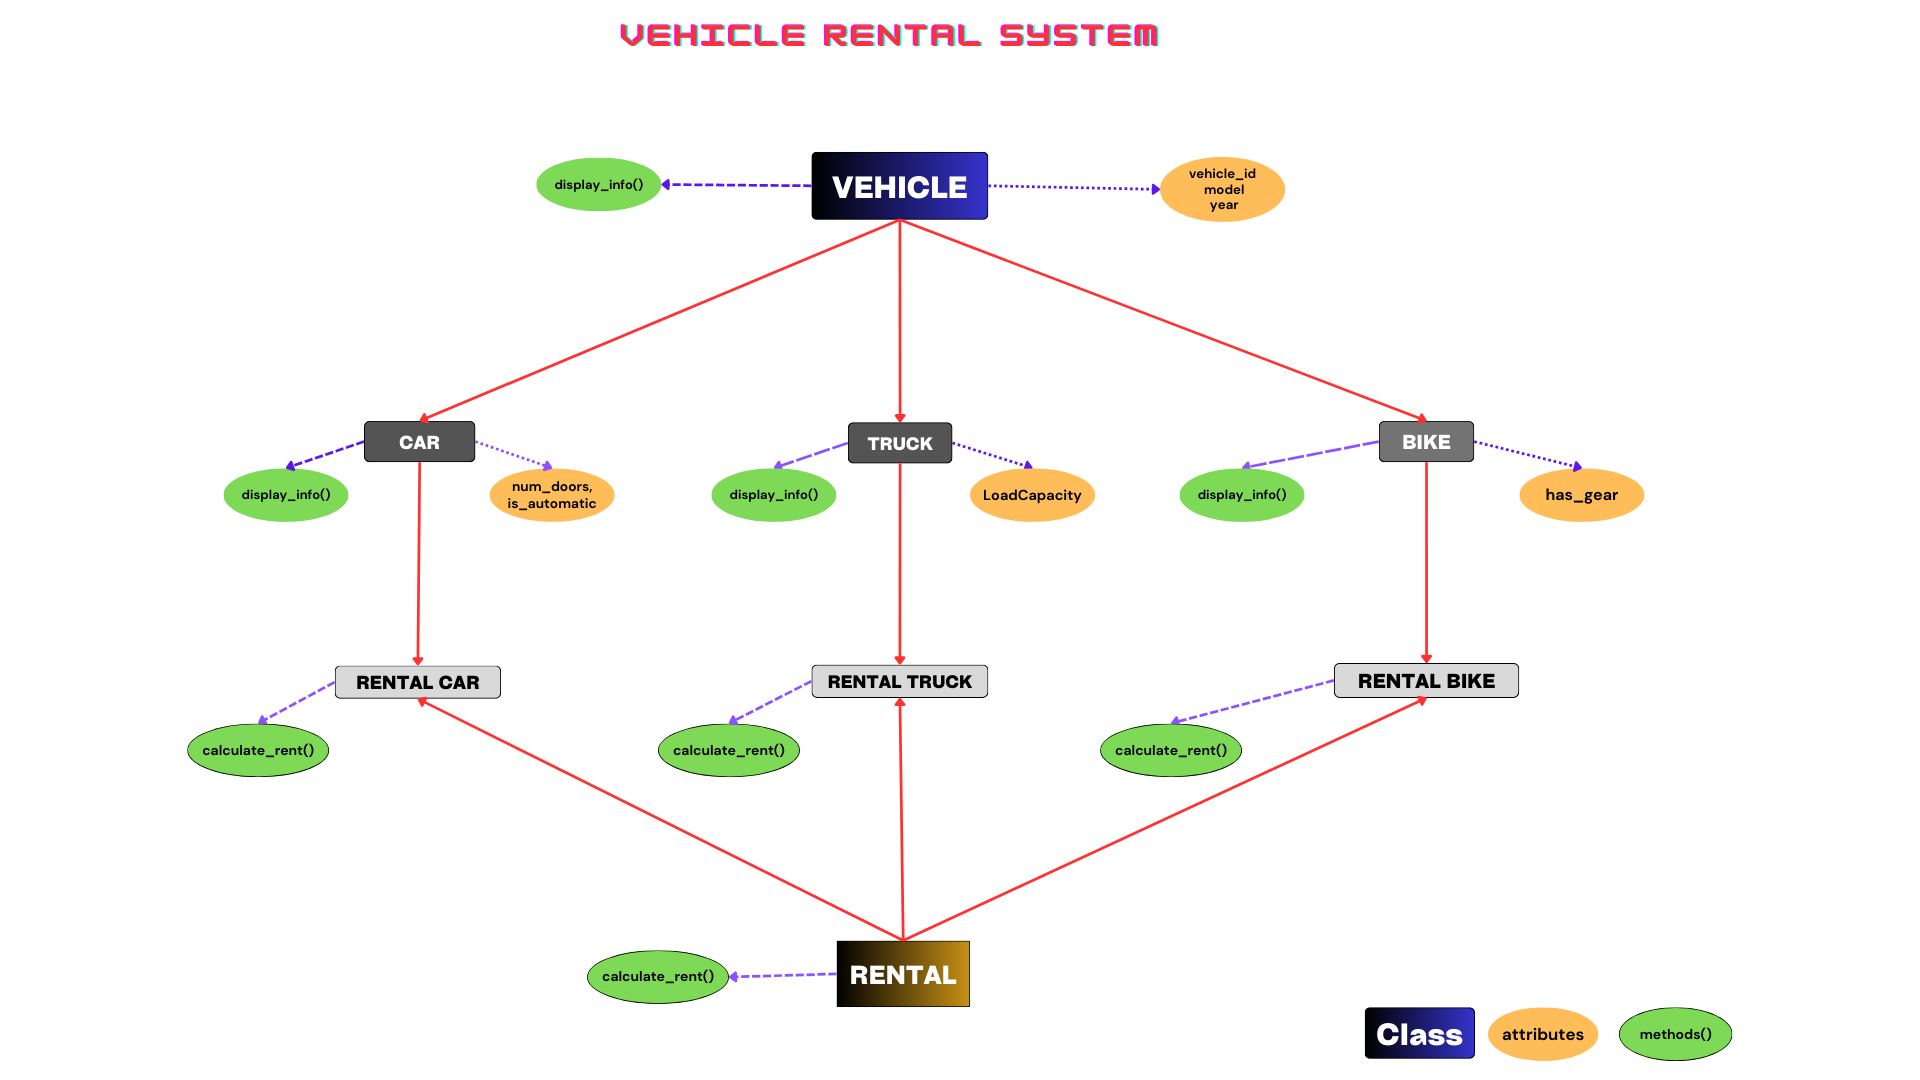 VEHICLE RENTAL SYSTEM
display_info()
VEHICLE
vehicle_id
model
year
CAR
TRUCK
BIKE
display_info()
num_doors,
is_automatic
display_info()
LoadCapacity
display_info()
has_gear
RENTAL CAR
RENTAL TRUCK
RENTAL BIKE
calculate_rent()
calculate_rent()
calculate_rent()
calculate_rent()
RENTAL
Class
attributes
methods()